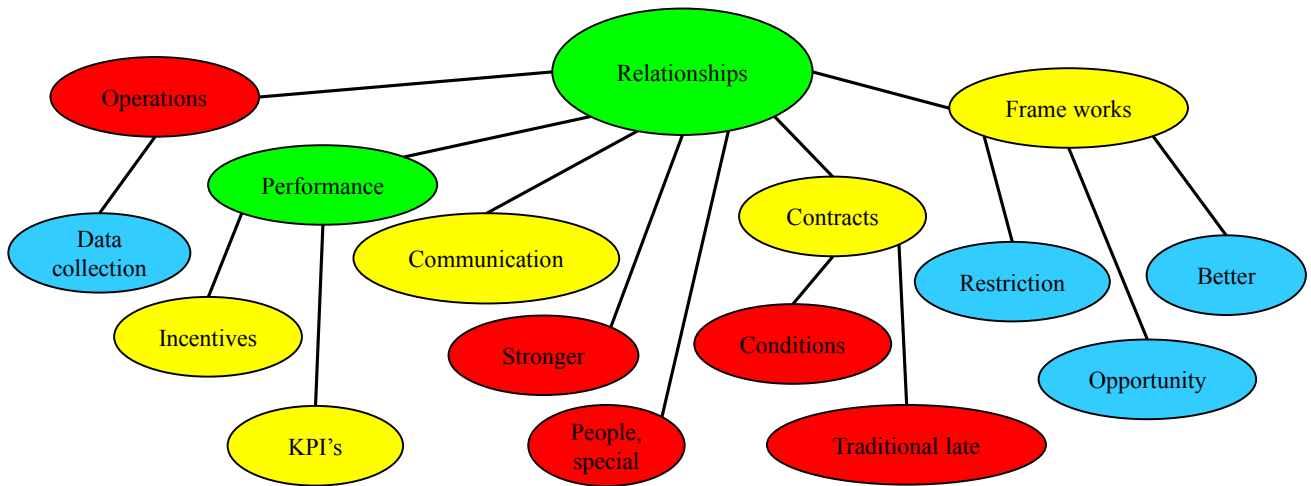 Relationships
Operations
Frame works
Performance
Contracts
Data
collection
Communication
Restriction
Better
Incentives
Stronger
Conditions
Opportunity
KPI’s
People,
special
Traditional late